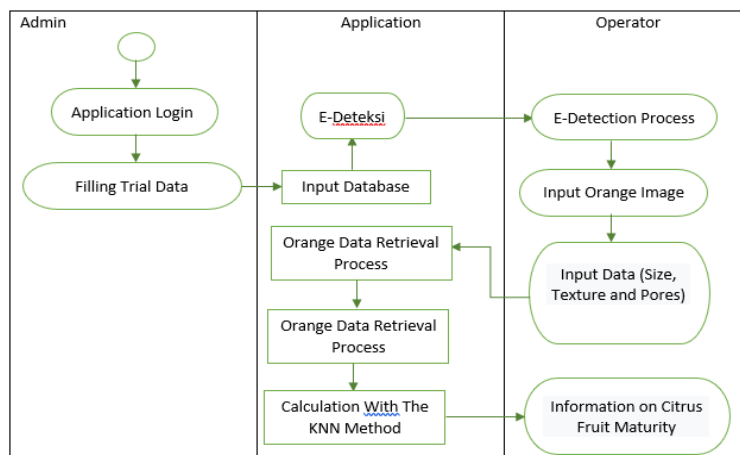 Admin
Application
Operator
Application Login
Filling Trial Data
E-Deteksi
Input Database
E-Detection Process
Input Orange Image
Input Data (Size,
Texture and Pores)
Orange Data Retrieval
Process
Orange Data Retrieval
Process
Calculation With The
KNN Method
Information on Citrus
Fruit Maturity